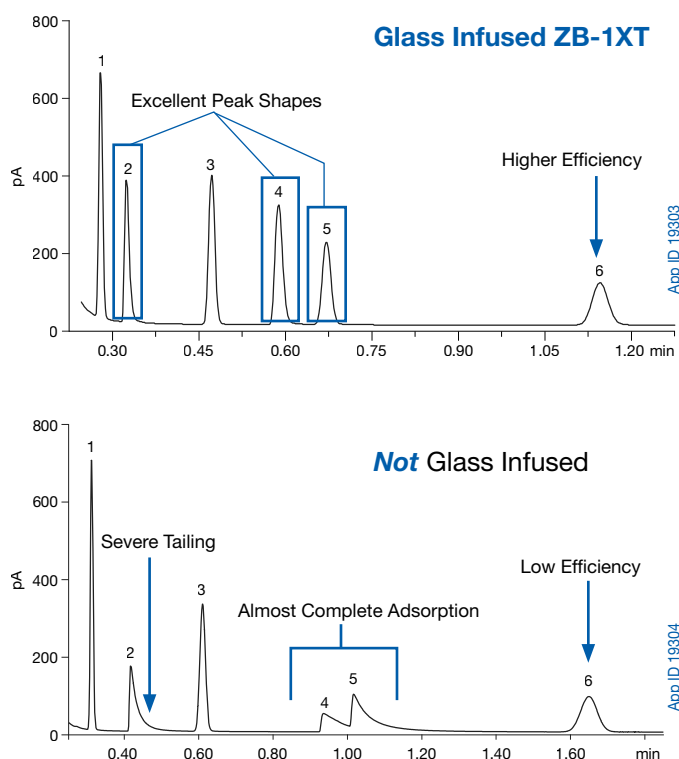 800
Glass Infused ZB-1XT
1
600
Excellent Peak Shapes
Higher Efficiency
2
3
400
4
pA
5
200
6
0
0.30 0.45 0.60 0.75 0.90 1.05 1.20 min
App ID 19303
800
1
Not Glass Infused
600
Severe Tailing
Low Efficiency
3
Almost Complete Adsorption
400
pA
2
5
4
6
200
0
0.40 0.60 0.80 1.00 1.20 1.40 1.60 min
App ID 19304